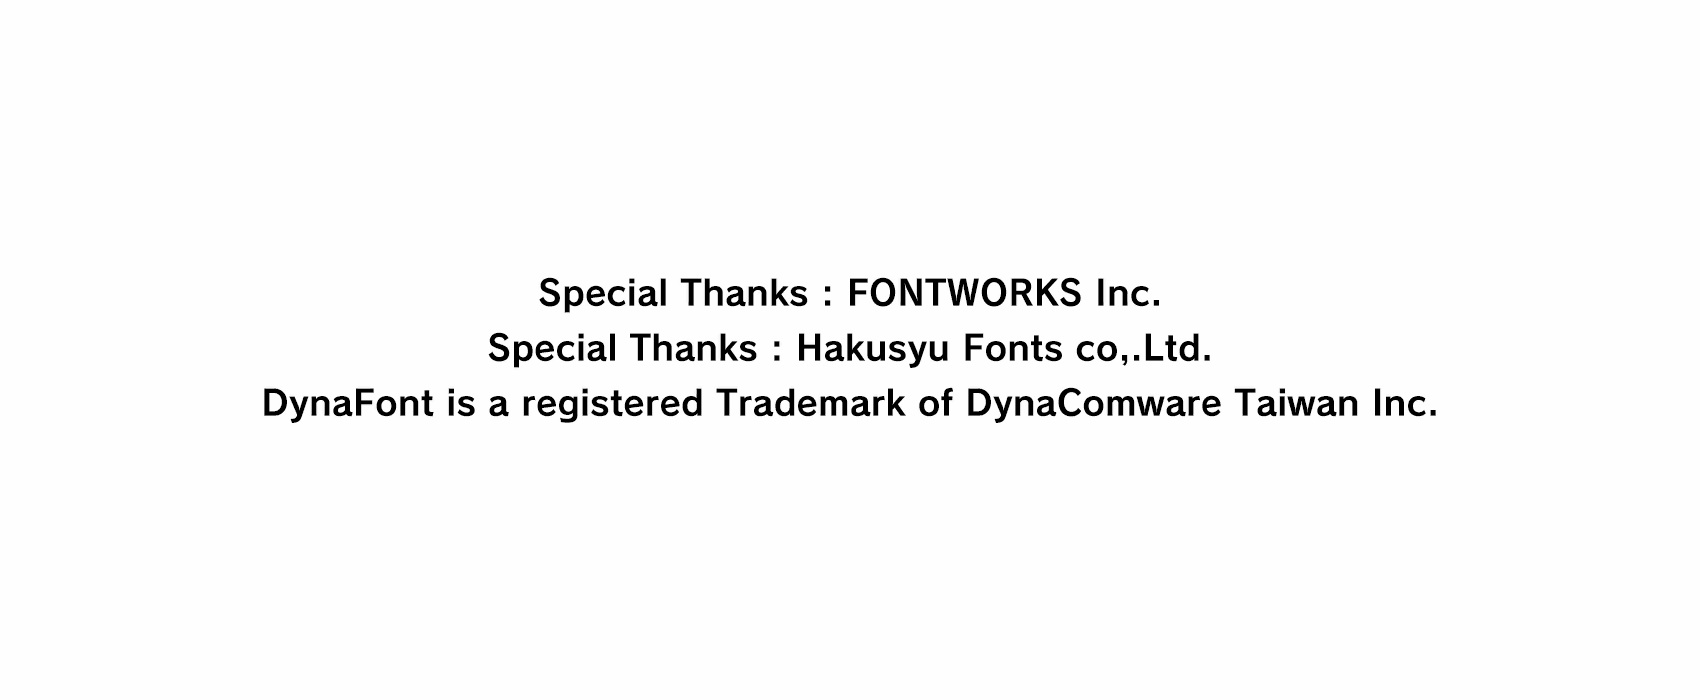 Special Thanks : FONTWORKS Inc.
Special Thanks : Hakusyu Fonts co,.Ltd.
DynaFont is a registered Trademark of DynaComware Taiwan Inc.